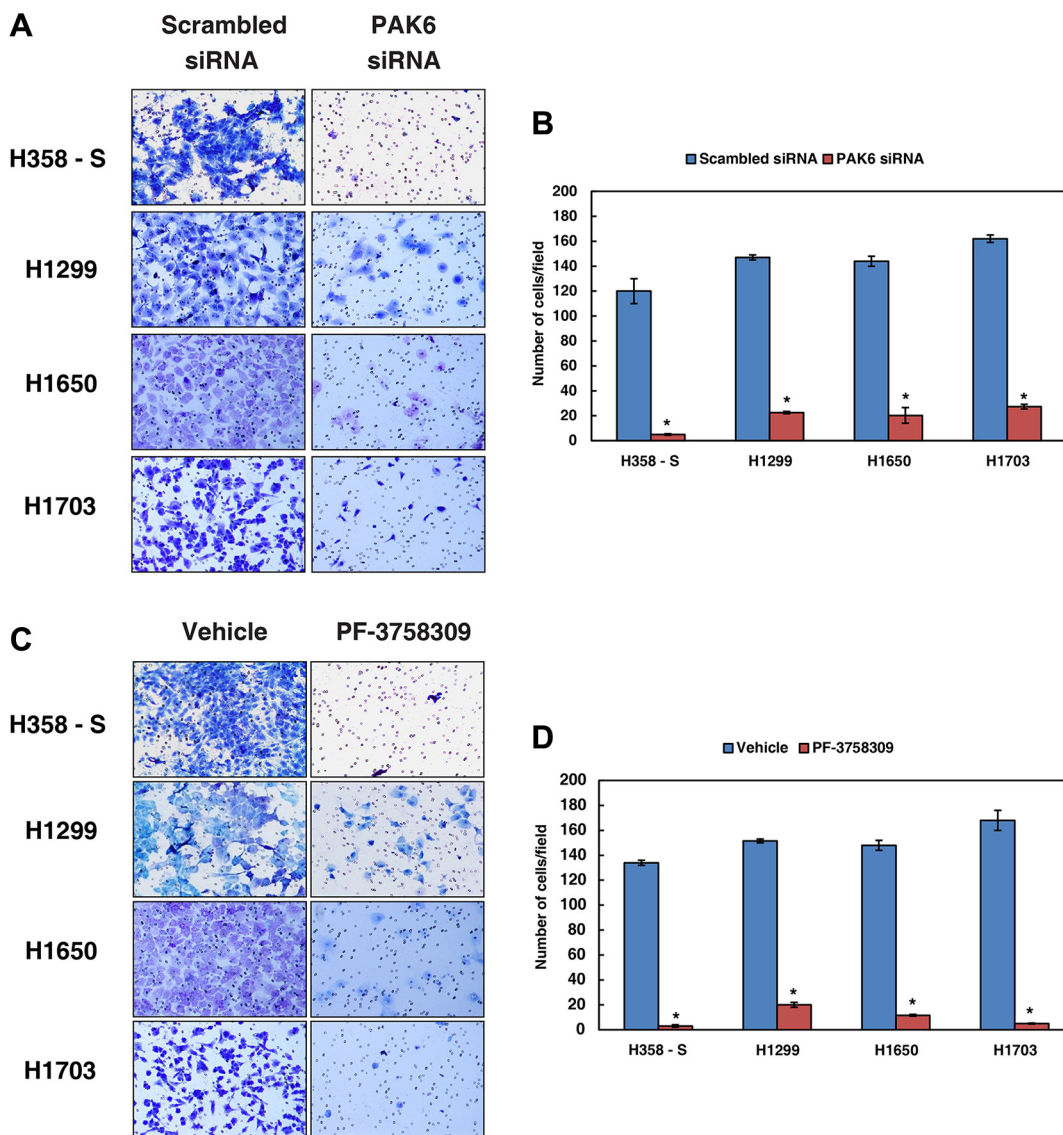 A
Scrambled
siRNA
PAK6
siRNA
H358 - S
H1299
H1650
H1703
B
Scambled siRNA
PAK6 siRNA
Number of cells/field
200
180
160
140
120
100
80
60
40
20
0
*
*
*
*
H358 - S
H1299
H1650
H1703
C
Vehicle
PF-3758309
H358 - S
H1299
H1650
H1703
D
Vehicle
PF-3758309
Number of cells/field
200
180
160
140
120
100
80
60
40
20
0
*
*
*
*
H358 - S
H1299
H1650
H1703